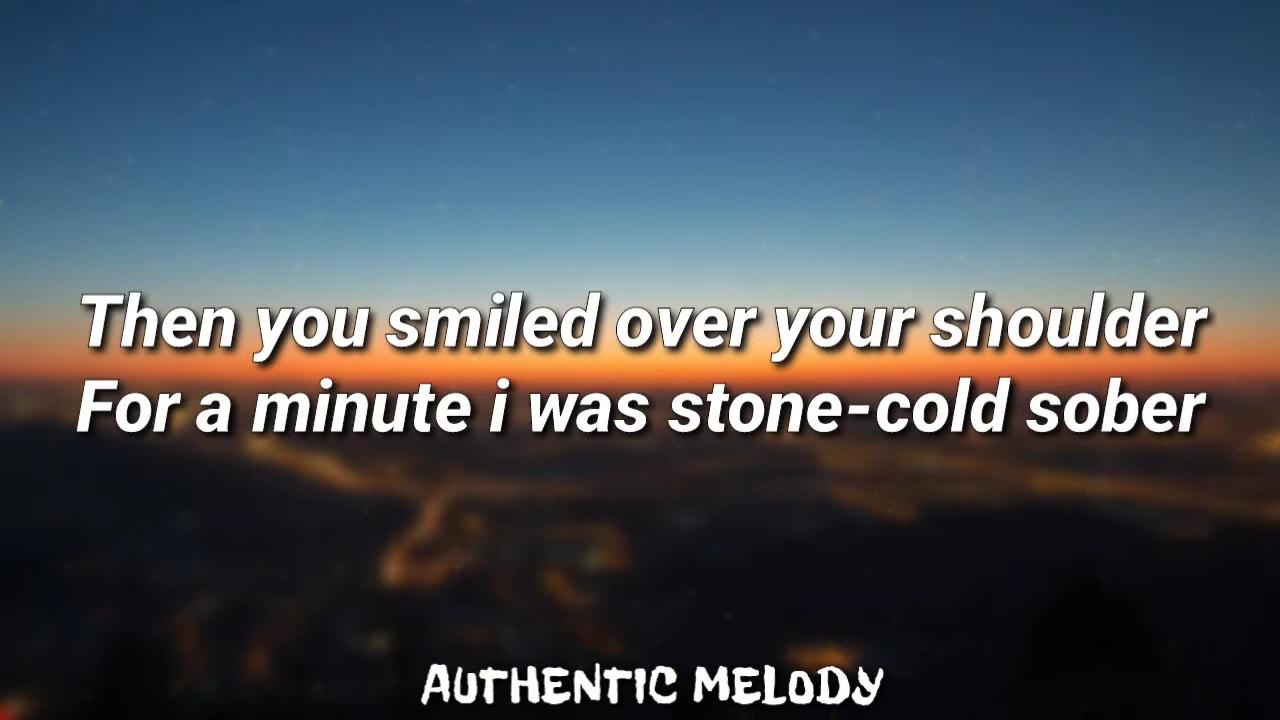 Then you smiled over your shoulder
For a minute i was stone-cold sober
AUTHENTIC MELODY